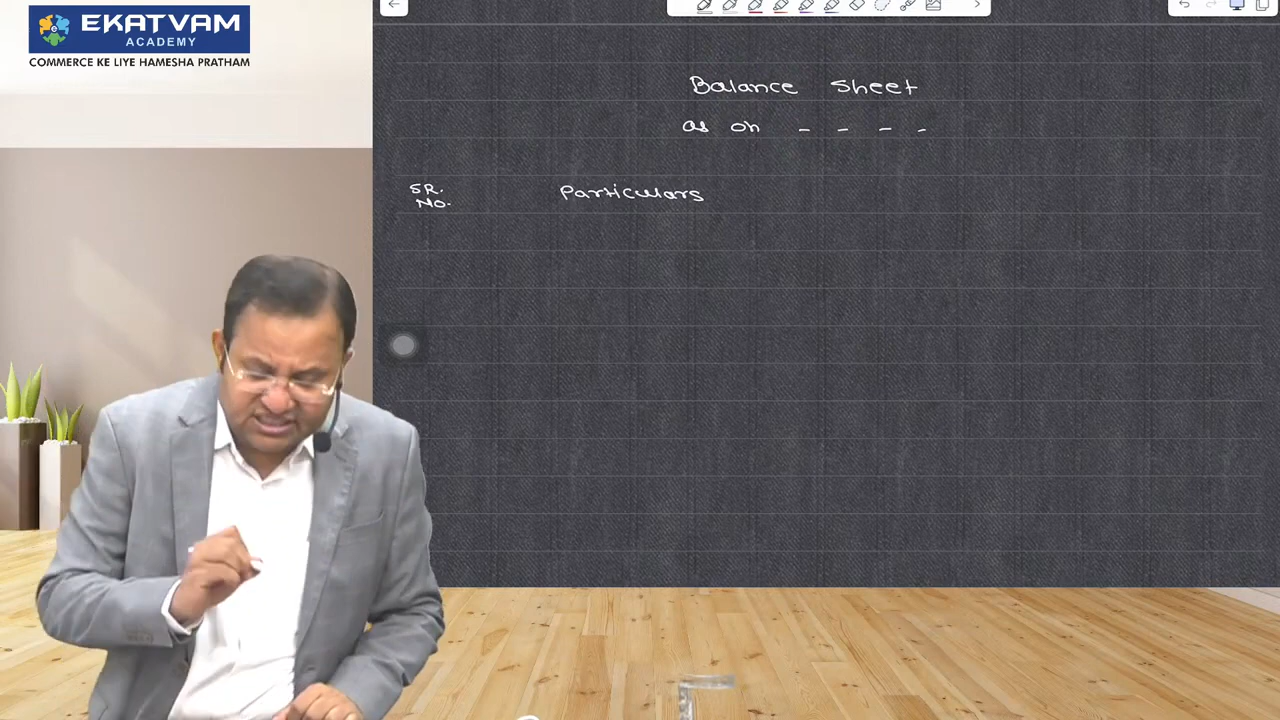 EKATVAM
ACADEMY
COMMERCE KE LIYE HAMESHA PRATHAM
Balance Sheet
as on - - - -
SR.
No.
Particulars